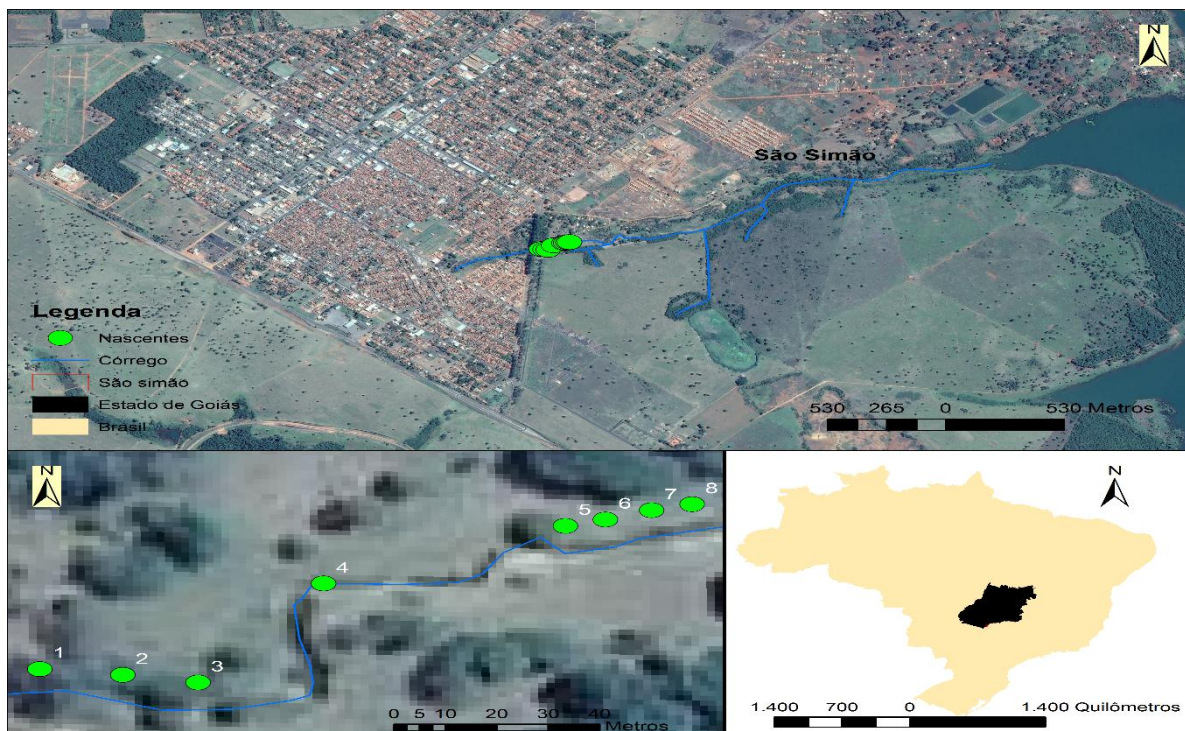 N
São Simão
Legenda
Nascentes
Córrego
São simão
Estado de Goiás
Brasil
530 265 0 530 Metros
N
1
2
3
4
5
6
7
8
0 5 10 20 30 40
Metros
N
1.400 700 0 1.400 Quilômetros